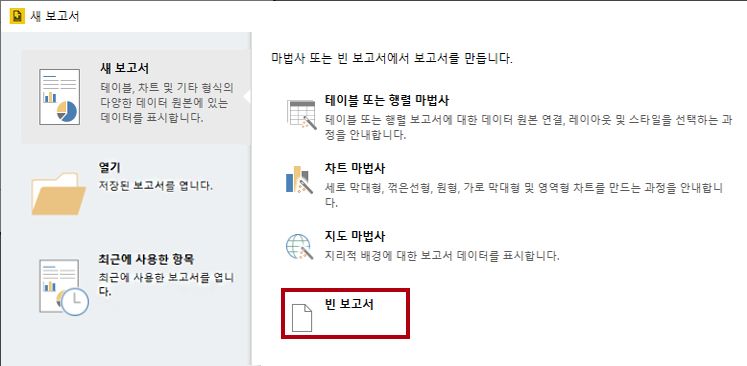 새 보고서
새 보고서
테이블, 차트 및 기타 형식의
다양한 데이터 원본에 있는
데이터를 표시합니다.
열기
저장된 보고서를 엽니다.
최근에 사용한 항목
최근에 사용한 보고서를 엽니
다.
마법사 또는 빈 보고서에서 보고서를 만듭니다.
테이블 또는 행렬 마법사
테이블 또는 행렬 보고서에 대한 데이터 원본 연결, 레이아웃 및 스타일을 선택하는 과
정을 안내합니다.
차트 마법사
세로 막대형, 꺾은선형, 원형, 가로 막대형 및 영역형 차트를 만드는 과정을 안내합니
다.
지도 마법사
지리적 배경에 대한 보고서 데이터를 표시합니다.
빈 보고서